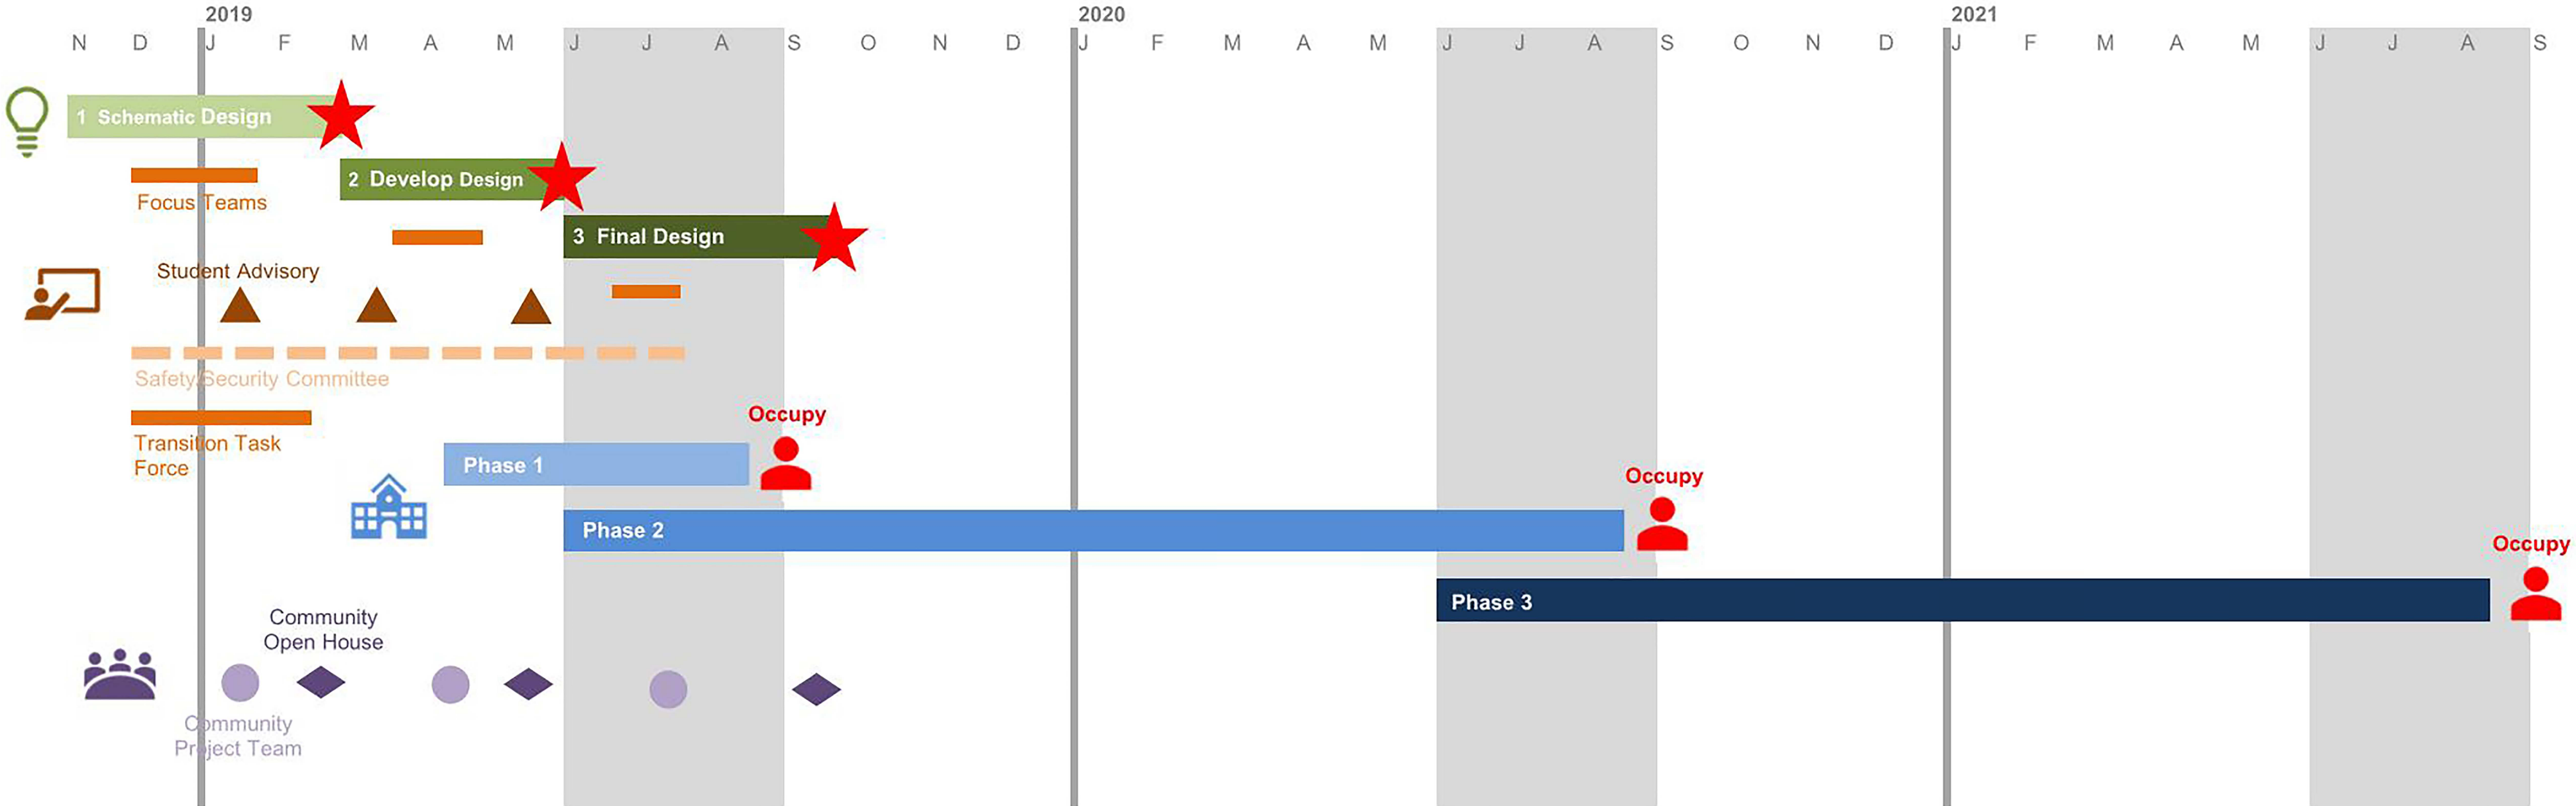 2019 2020 2021
N D J F M A M J J A S O N D J F M A M J J A S O N D J F M A M J J A S
1 Schematic Design
2 Develop Design
Focus Teams
3 Final Design
Student Advisory
Safety/Security Committee
Occupy
Transition Task
Force
Phase 1
Occupy
Phase 2
Occupy
Phase 3
Community
Open House
Community
Project Team